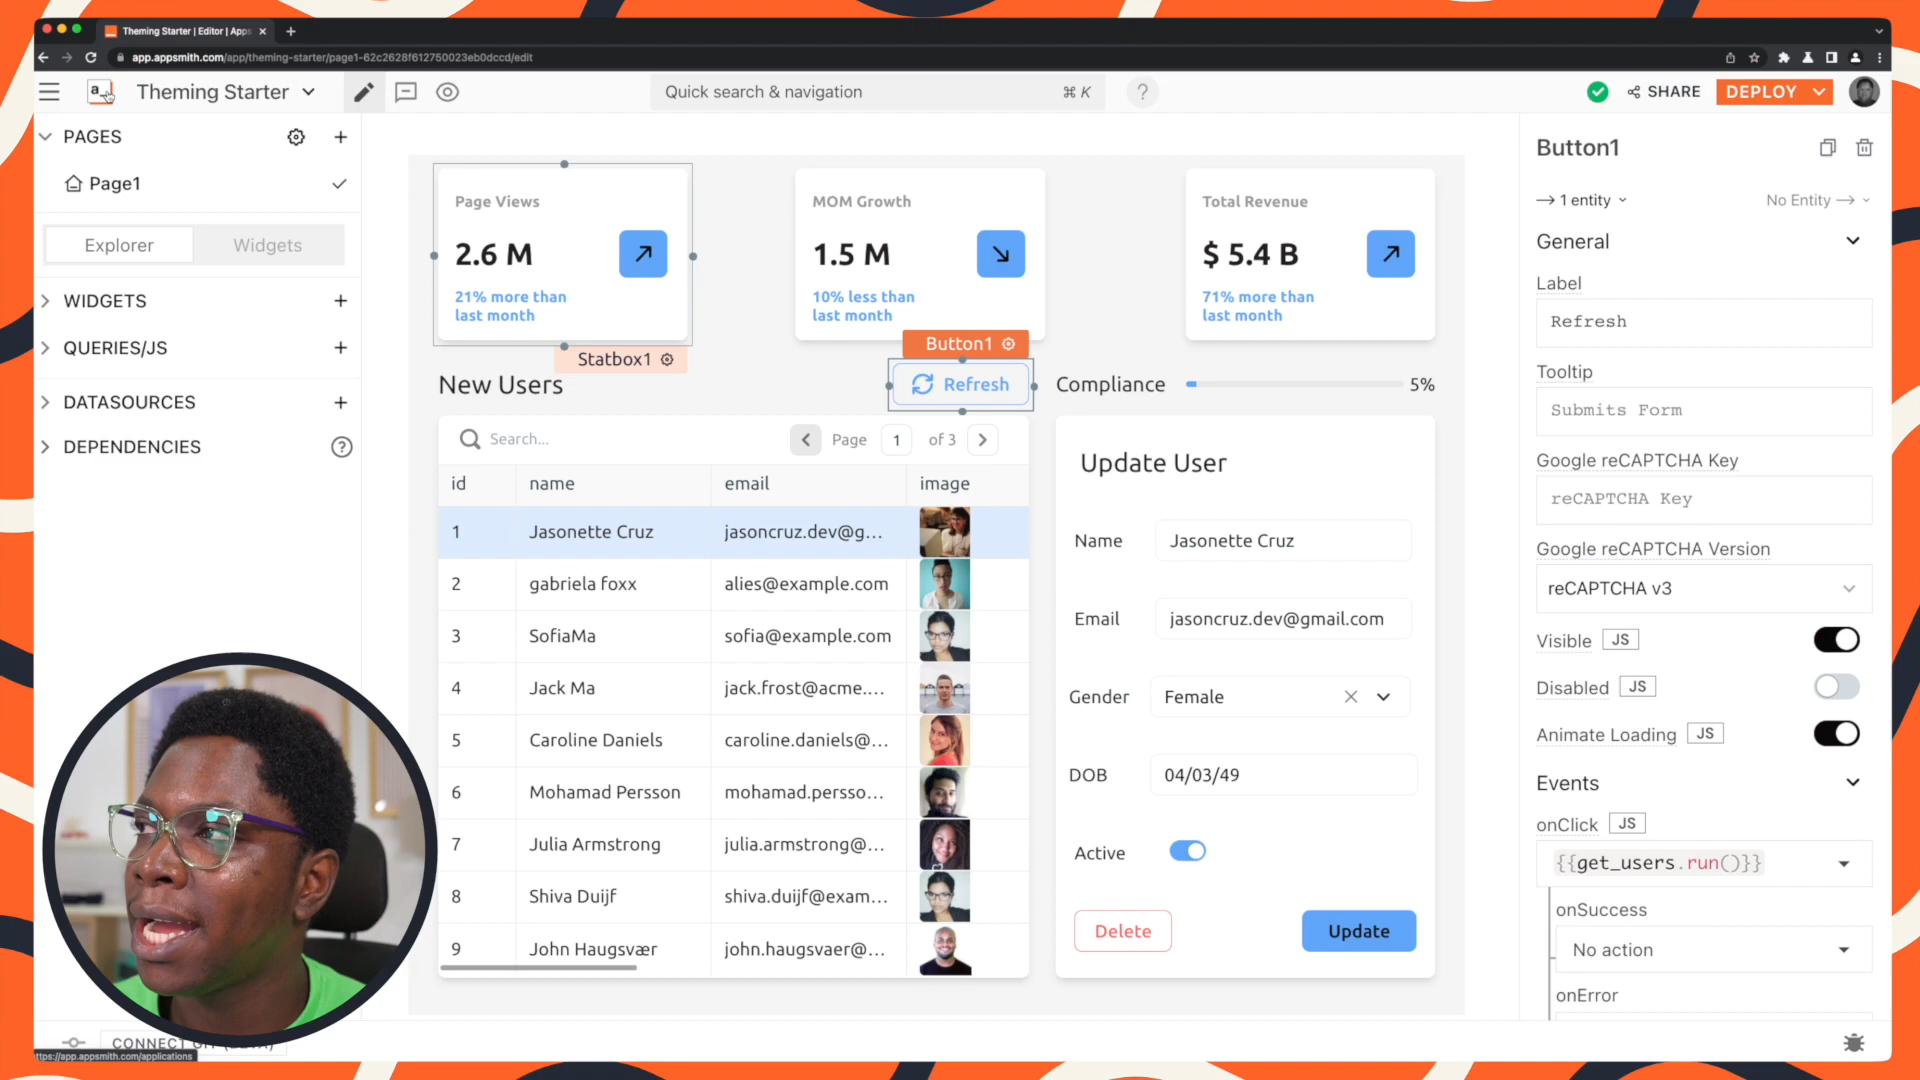 Theming Starter | Editor | Apps
app.appsmith.com/app/theming-starter/page1-62c2628f612750023eb0dccd/edit
a
Theming Starter
Quick search & navigation
⌘ K
?
SHARE
DEPLOY
PAGES
Page1
Explorer
Widgets
WIDGETS
QUERIES/JS
DATASOURCES
DEPENDENCIES
?
Page Views
2.6 M
21% more than
last month
MOM Growth
1.5 M
10% less than
last month
Total Revenue
$ 5.4 B
71% more than
last month
Statbox1
Button1
New Users
Refresh
Compliance
5%
Search...
Page
1
of 3
id name email image
1 Jasonette Cruz jasoncruz.dev@g...
2 gabriela foxx alies@example.com
3 SofiaMa sofia@example.com
4 Jack Ma jack.frost@acme....
5 Caroline Daniels caroline.daniels@...
6 Mohamad Persson mohamad.persso...
7 Julia Armstrong julia.armstrong@...
8 Shiva Duijf shiva.duijf@exam...
9 John Haugsvær john.haugsvaer@...
Update User
Name Jasonette Cruz
Email jasoncruz.dev@gmail.com
Gender Female
DOB 04/03/49
Active
Delete
Update
Button1
1 entity
No Entity
General
Label
Refresh
Tooltip
Submits Form
Google reCAPTCHA Key
reCAPTCHA Key
Google reCAPTCHA Version
reCAPTCHA v3
Visible JS
Disabled JS
Animate Loading JS
Events
onClick JS
{{get_users.run()}}
onSuccess
No action
onError
CONNECT
ttps://app.appsmith.com/applications